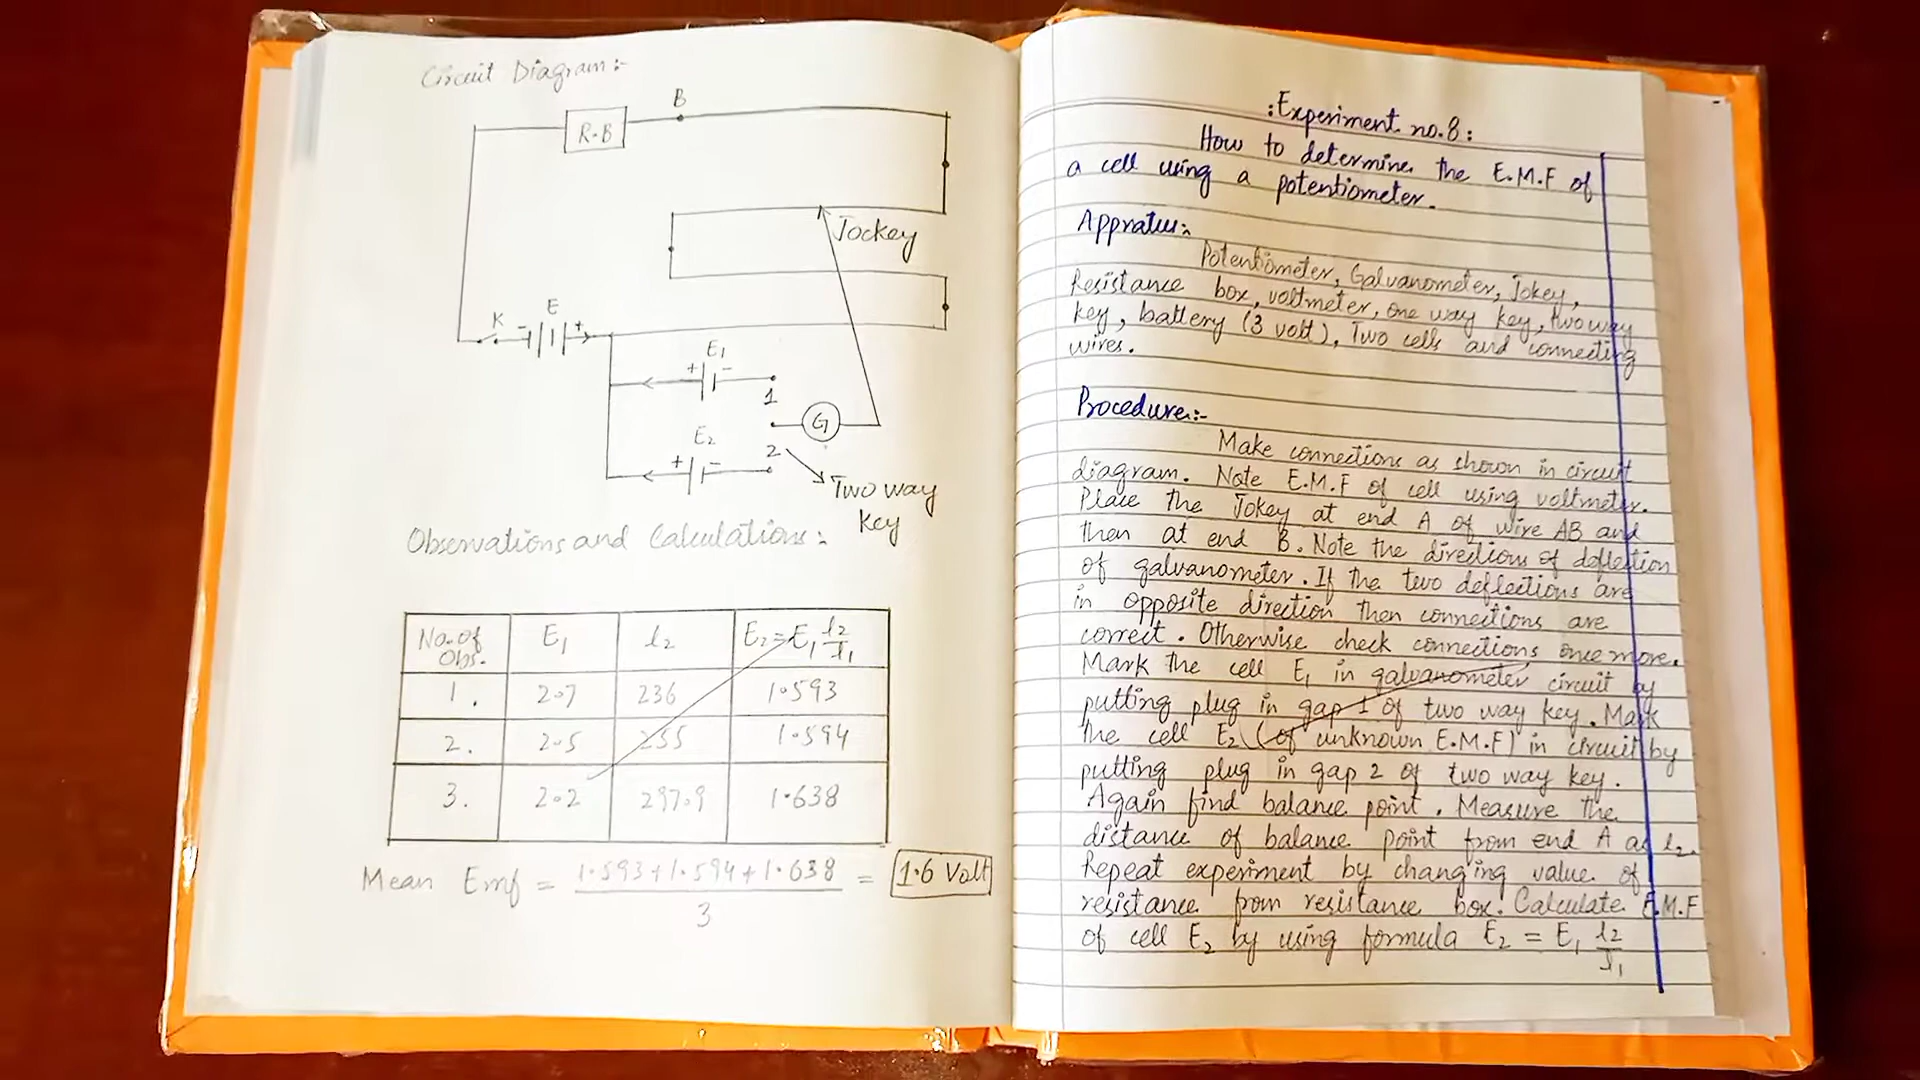 Circuit Diagram:-
R.B
B
Jockey
K
E
-
+
E1
+ -
1
G
E2
+ -
2
Two way
key
Observations and Calculations:
No. of Obs. E1 l2 E2=E1 l2/l1
1. 2.7 236 1.593
2. 2.5 255 1.594
3. 2.2 297.9 1.638
Mean Emf = 1.593+1.594+1.638 / 3 = 1.6 Volt
:Experiment no.8:
How to determine the E.M.F of
a cell using a potentiometer.
Appratus:-
Potentiometer, Galvanometer, Jokey,
Resistance box, voltmeter, one way key, two way
key, battery (3 volt), Two cells and connecting
wires.
Procedure:-
Make connections as shown in circuit
diagram. Note E.M.F of cell using voltmeter.
Place the Jokey at end A of wire AB and
then at end B. Note the directions of deflection
of galvanometer. If the two deflections are
in opposite direction then connections are
correct. Otherwise check connections once more.
Mark the cell E1 in galvanometer circuit by
putting plug in gap 1 of two way key. Mark
the cell E2 (of unknown E.M.F) in circuit by
putting plug in gap 2 of two way key.
Again find balance point. Measure the
distance of balance point from end A as l2.
Repeat experiment by changing value of
resistance from resistance box. Calculate E.M.F
of cell E2 by using formula E2 = E1 l2/l1